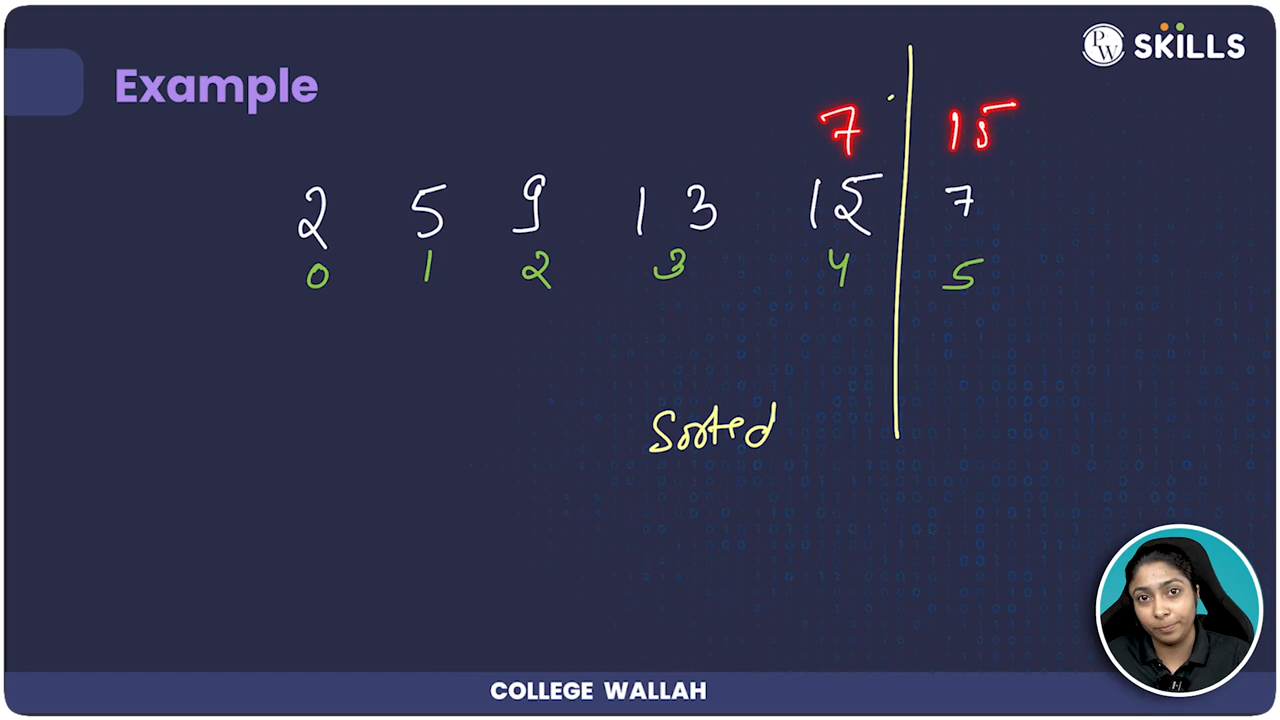 PW SKILLS
Example
7 15
2 5 9 13 15 7
0 1 2 3 4 5
Sorted
COLLEGE WALLAH